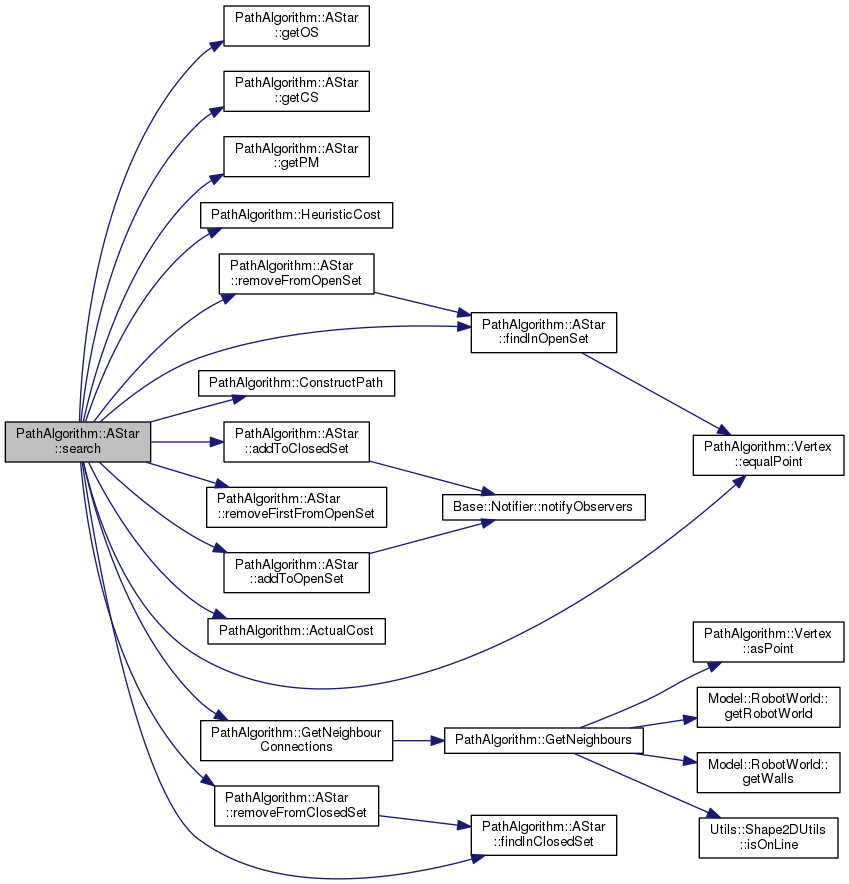 PathAlgorithm::AStar
::search
PathAlgorithm::AStar
::getOS
PathAlgorithm::AStar
::getCS
PathAlgorithm::AStar
::getPM
PathAlgorithm::HeuristicCost
PathAlgorithm::AStar
::removeFromOpenSet
PathAlgorithm::ConstructPath
PathAlgorithm::AStar
::addToClosedSet
PathAlgorithm::AStar
::removeFirstFromOpenSet
PathAlgorithm::AStar
::addToOpenSet
PathAlgorithm::ActualCost
PathAlgorithm::GetNeighbour
Connections
PathAlgorithm::AStar
::removeFromClosedSet
PathAlgorithm::AStar
::findInOpenSet
Base::Notifier::notifyObservers
PathAlgorithm::GetNeighbours
PathAlgorithm::AStar
::findInClosedSet
PathAlgorithm::Vertex
::equalPoint
PathAlgorithm::Vertex
::asPoint
Model::RobotWorld::
getRobotWorld
Model::RobotWorld::
getWalls
Utils::Shape2DUtils
::isOnLine